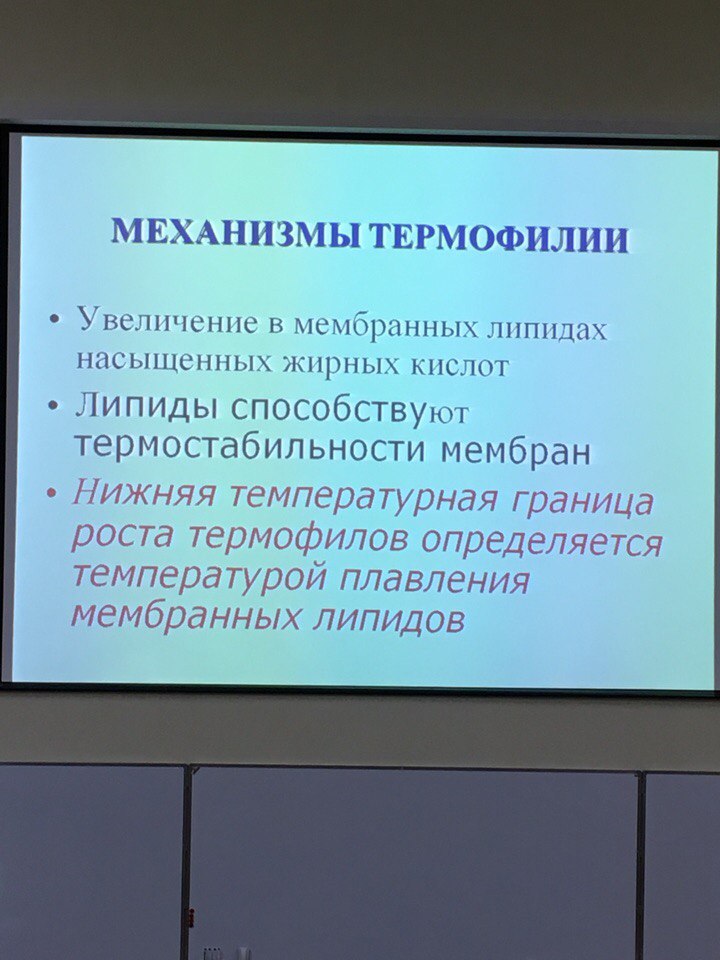 МЕХАНИЗМЫ ТЕРМОФИЛИИ
• Увеличение в мембранных липидах
насыщенных жирных кислот
• Липиды способствуют
термостабильности мембран
• Нижняя температурная граница
роста термофилов определяется
температурой плавления
мембранных липидов